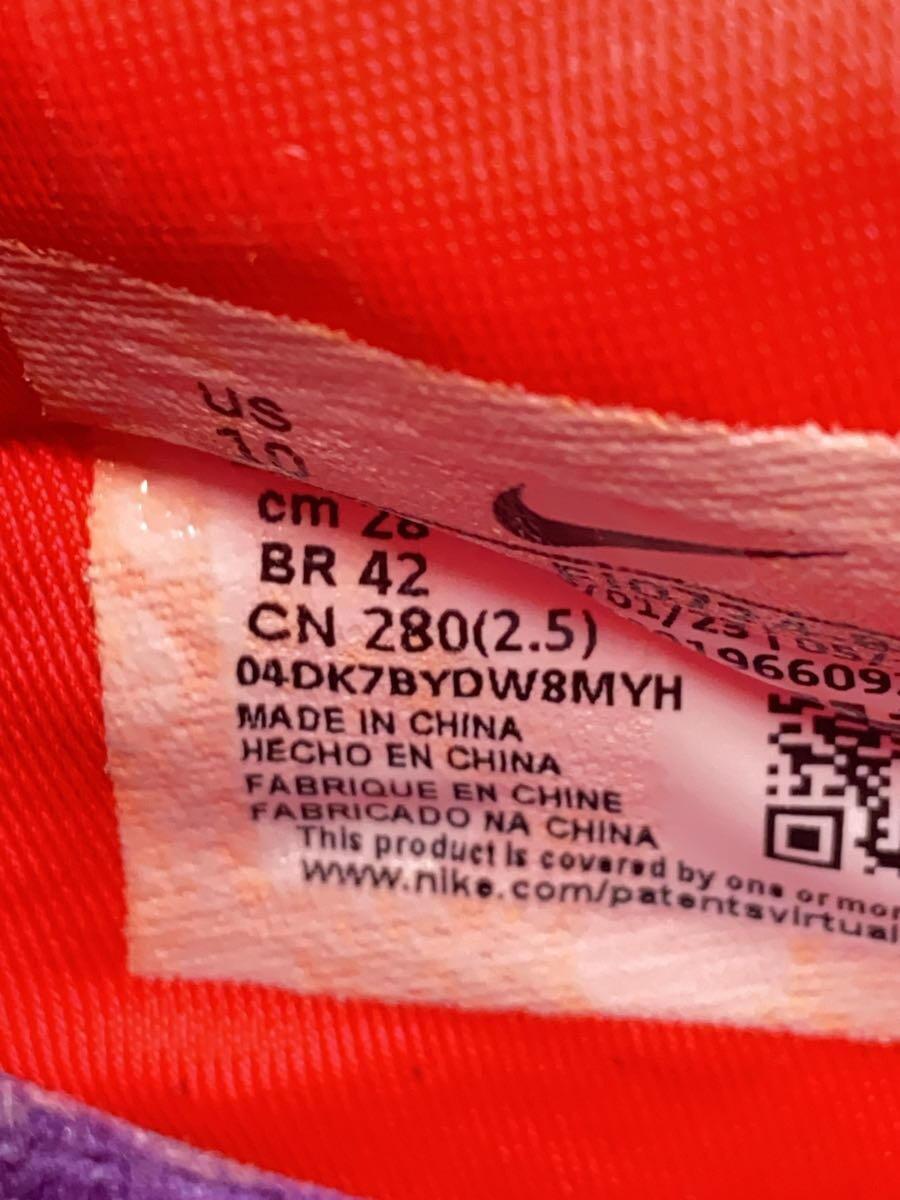 US
10
cm 28
BR 42
CN 280(2.5)
04DK7BYDW8MYH
MADE IN CHINA
HECHO EN CHINA
FABRIQUE EN CHINE
FABRICADO NA CHINA
This product is covered by one or mor
www.nike.com/patentsvirtual